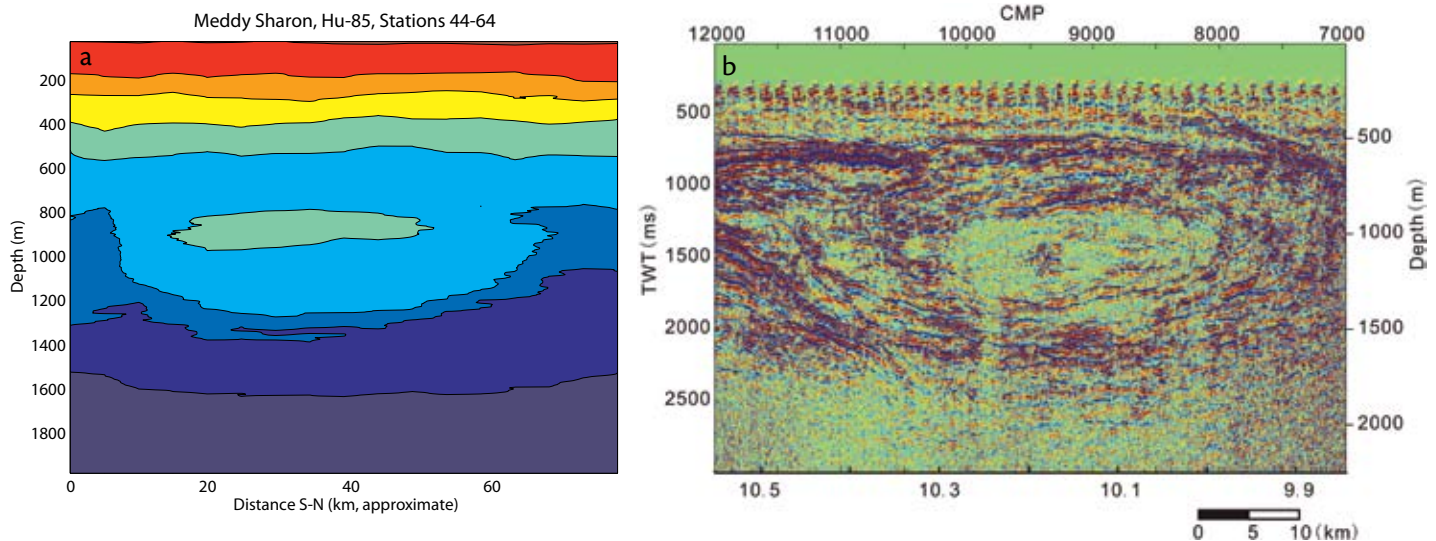 Meddy Sharon, Hu-85, Stations 44-64
a
200
400
600
800
1000
1200
1400
1600
1800
Depth (m)
0 20 40 60
Distance S-N (km, approximate)
CMP
12000 11000 10000 9000 8000 7000
b
500
1000
1500
2000
2500
TWT (ms)
500
1000
1500
2000
Depth (m)
10.5 10.3 10.1 9.9
0 5 10 (km)